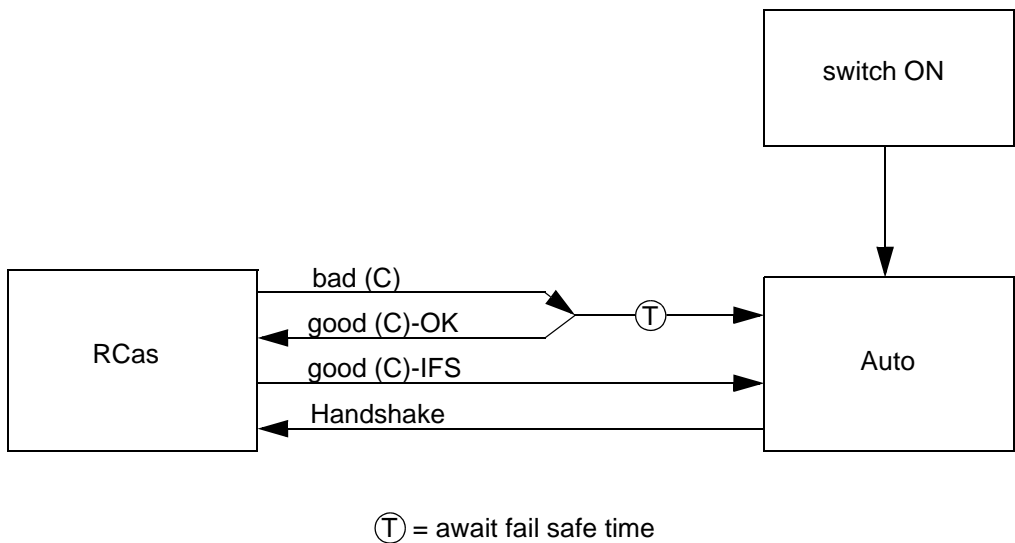 switch ON
bad (C)
good (C)-OK
T
RCas
good (C)-IFS
Auto
Handshake
T = await fail safe time